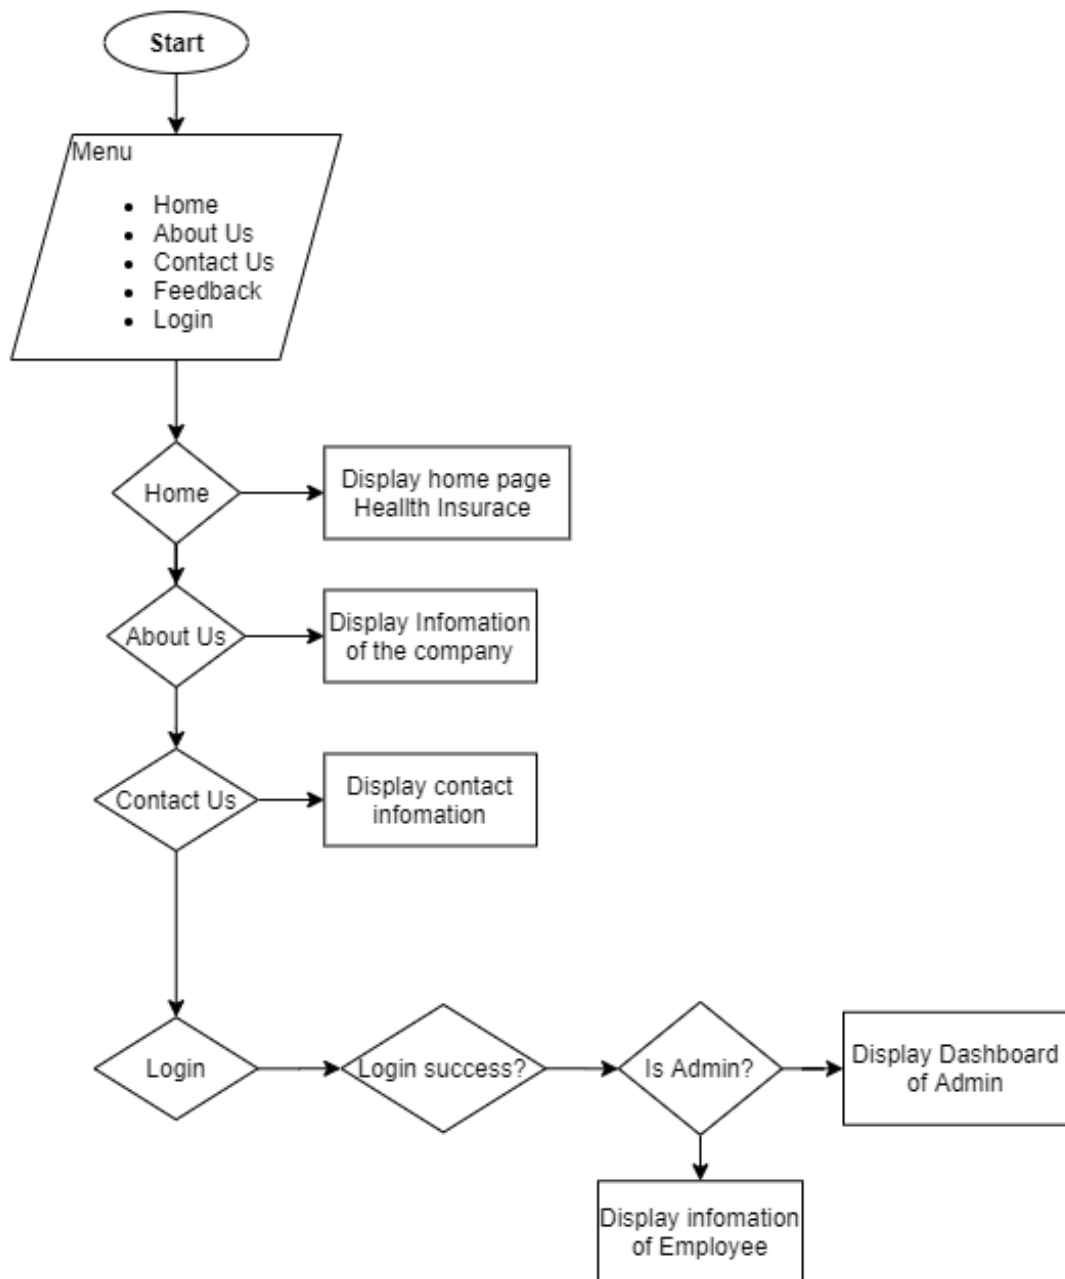 Start
Menu
Home
About Us
Contact Us
Feedback
Login
Home
Display home page
Heallth Insurace
About Us
Display Infomation
of the company
Contact Us
Display contact
infomation
Login
Login success?
Is Admin?
Display Dashboard
of Admin
Display infomation
of Employee